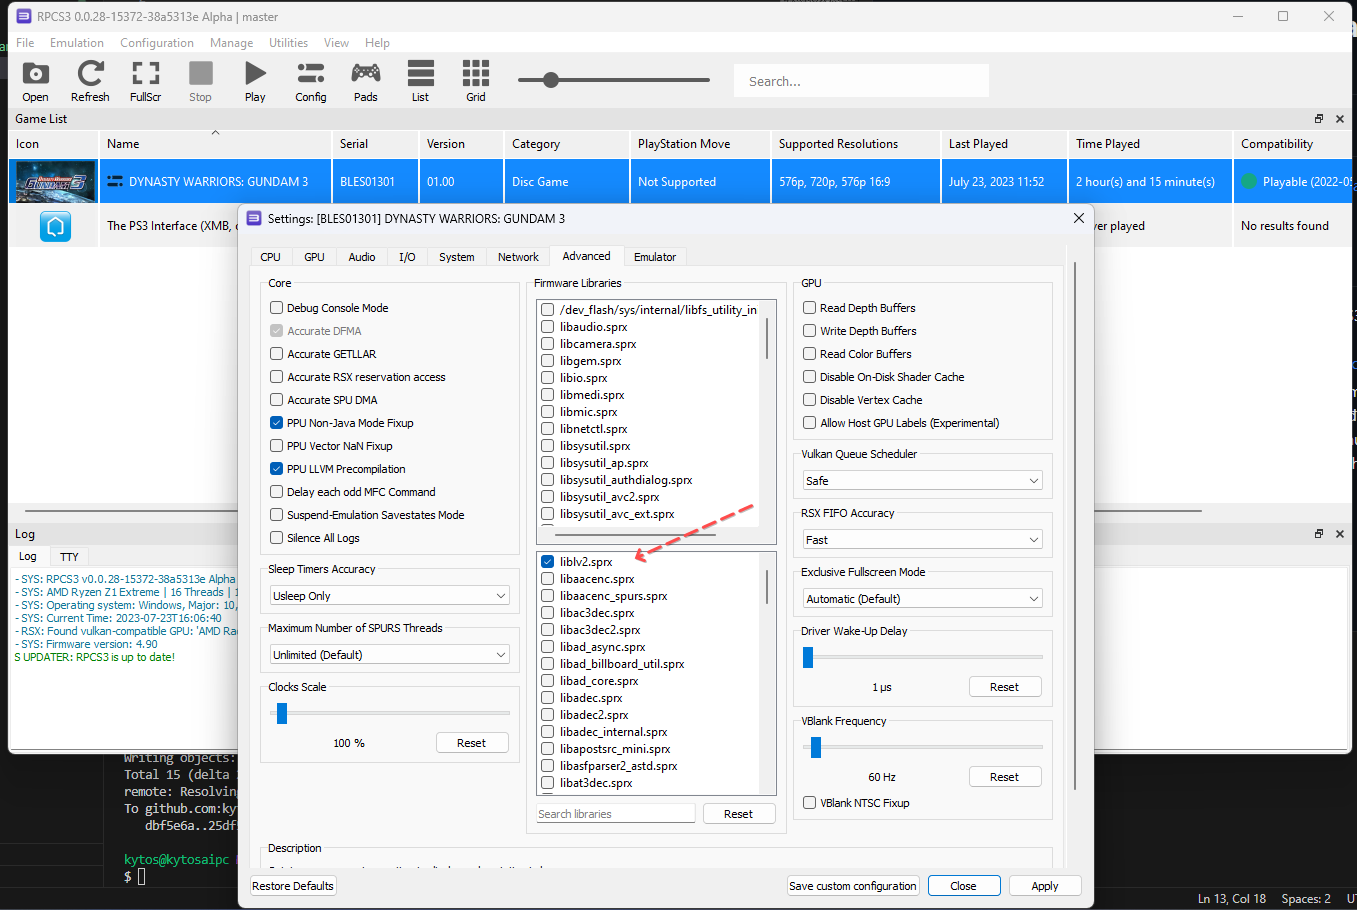 RPCS3 0.0.28-15372-38a5313e Alpha | master
File Emulation Configuration Manage Utilities View Help
Open Refresh FullScr Stop Play Config Pads List Grid
Search...
Game List
Icon Name Serial Version Category PlayStation Move Supported Resolutions Last Played Time Played Compatibility
DYNASTY WARRIORS: GUNDAM 3 BLES01301 01.00 Disc Game Not Supported 576p, 720p, 576p 16:9 July 23, 2023 11:52 2 hour(s) and 15 minute(s) Playable (2022-05
The PS3 Interface (XMB, ver played No results found
Settings: [BLES01301] DYNASTY WARRIORS: GUNDAM 3
CPU GPU Audio I/O System Network Advanced Emulator
Core
Debug Console Mode
Accurate DFMA
Accurate GETLLAR
Accurate RSX reservation access
Accurate SPU DMA
PPU Non-Java Mode Fixup
PPU Vector NaN Fixup
PPU LLVM Precompilation
Delay each odd MFC Command
Suspend-Emulation Savestates Mode
Silence All Logs
Sleep Timers Accuracy
Usleep Only
Maximum Number of SPURS Threads
Unlimited (Default)
Clocks Scale
100 %
Reset
Firmware Libraries
/dev_flash/sys/internal/libfs_utility_in
libaudio.sprx
libcamera.sprx
libgem.sprx
libio.sprx
libmedi.sprx
libmic.sprx
libnetctl.sprx
libsysutil.sprx
libsysutil_ap.sprx
libsysutil_authdialog.sprx
libsysutil_avc2.sprx
libsysutil_avc_ext.sprx
liblv2.sprx
libaacenc.sprx
libaacenc_spurs.sprx
libac3dec.sprx
libac3dec2.sprx
libad_async.sprx
libad_billboard_util.sprx
libad_core.sprx
libadec.sprx
libadec2.sprx
libadec_internal.sprx
libapostsrc_mini.sprx
libasfparser2_astd.sprx
libat3dec.sprx
Search libraries
Reset
GPU
Read Depth Buffers
Write Depth Buffers
Read Color Buffers
Disable On-Disk Shader Cache
Disable Vertex Cache
Allow Host GPU Labels (Experimental)
Vulkan Queue Scheduler
Safe
RSX FIFO Accuracy
Fast
Exclusive Fullscreen Mode
Automatic (Default)
Driver Wake-Up Delay
1 µs
Reset
VBlank Frequency
60 Hz
Reset
VBlank NTSC Fixup
Description
Restore Defaults
Save custom configuration
Close
Apply
Log
Log TTY
- SYS: RPCS3 v0.0.28-15372-38a5313e Alpha
- SYS: AMD Ryzen Z1 Extreme | 16 Threads | 1
- SYS: Operating system: Windows, Major: 10,
- SYS: Current Time: 2023-07-23T16:06:40
- RSX: Found vulkan-compatible GPU: 'AMD Rad
- SYS: Firmware version: 4.90
S UPDATER: RPCS3 is up to date!
Writing objects:
Total 15 (delta
remote: Resolving
To github.com:kyt
dbf5e6a..25df
kytos@kytosaipc
$
Ln 13, Col 18 Spaces: 2